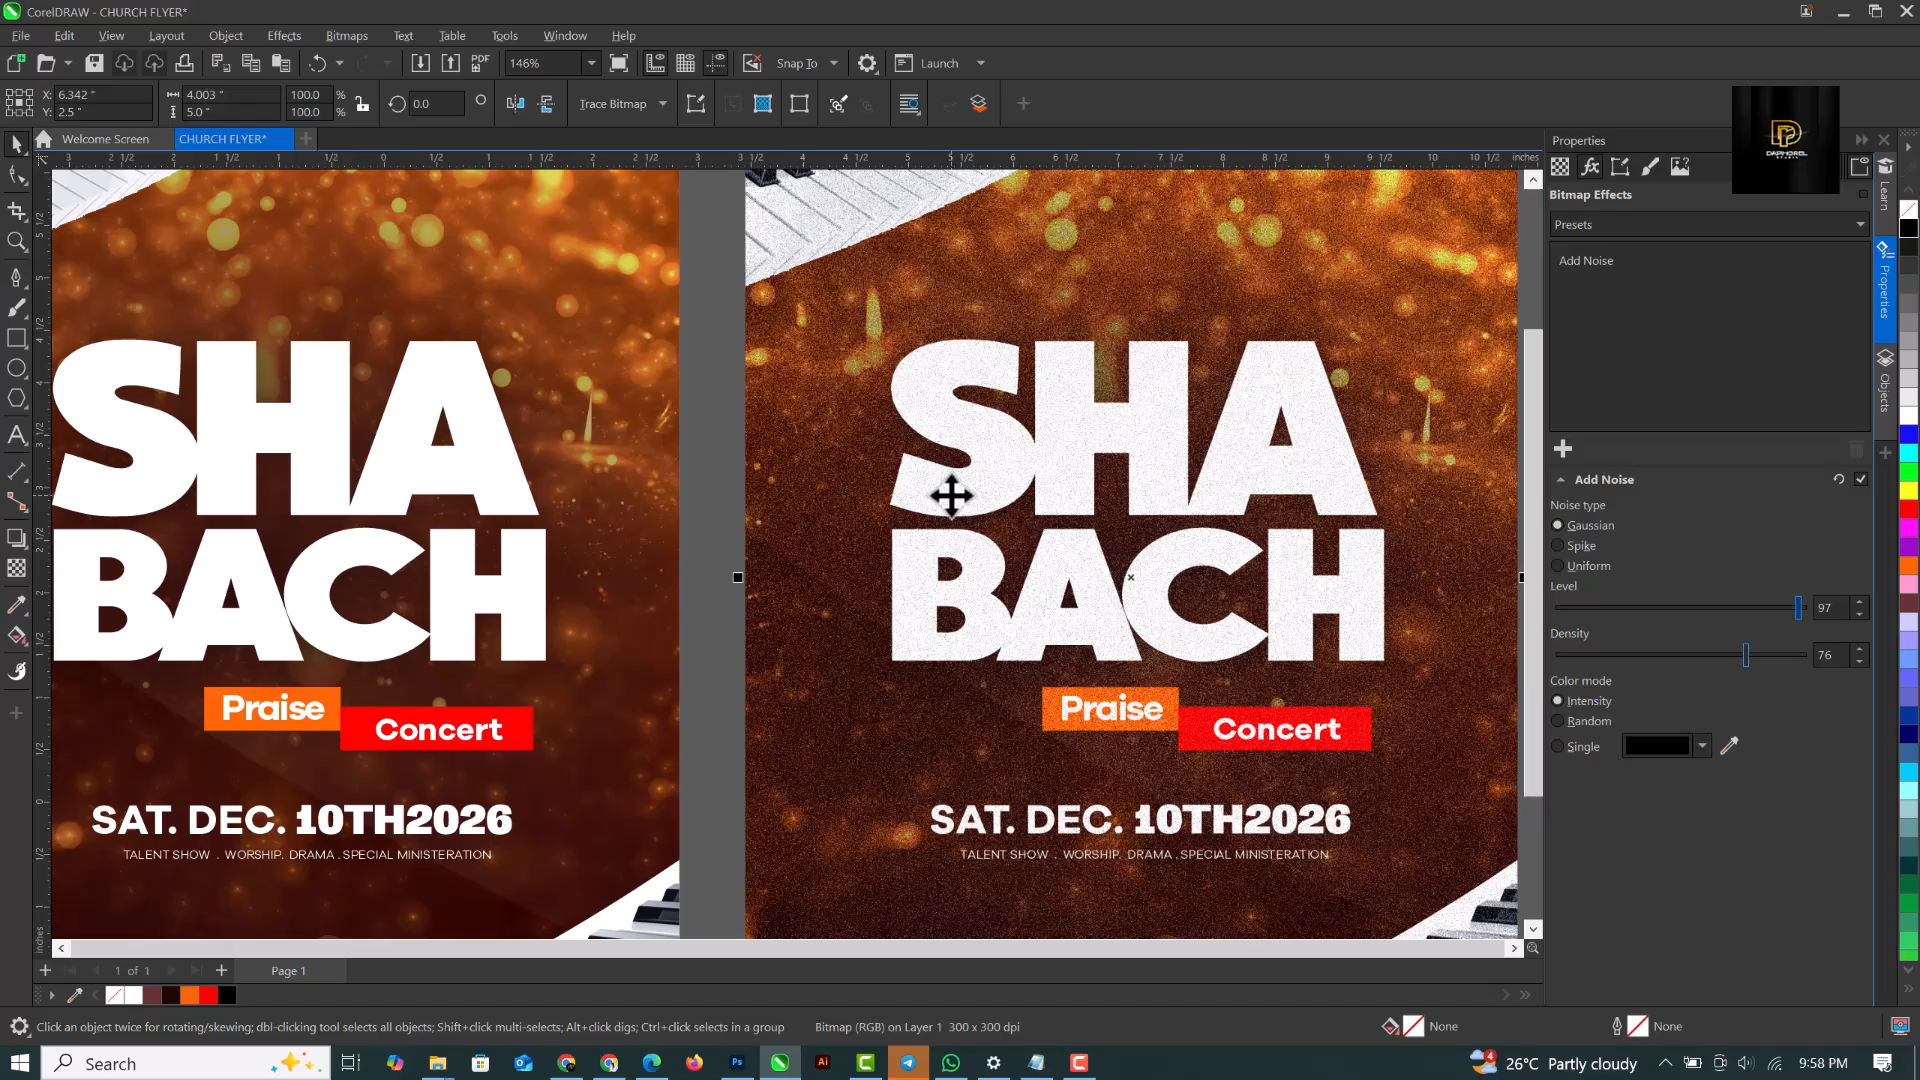 CorelDRAW - CHURCH FLYER*
File Edit View Layout Object Effects Bitmaps Text Table Tools Window Help
PDF 146% Snap To Launch
X: 6.342 " 4.003 " 100.0 %
Y: 2.5 " 5.0 " 100.0 %
0.0 Trace Bitmap
Welcome Screen CHURCH FLYER*
inches
SHA
BACH
Praise
Concert
SAT. DEC. 10TH2026
TALENT SHOW . WORSHIP. DRAMA . SPECIAL MINISTERATION
SHA
BACH
Praise
Concert
SAT. DEC. 10TH2026
TALENT SHOW . WORSHIP. DRAMA . SPECIAL MINISTERATION
Properties
DAPHOREL
STUDIO
Bitmap Effects
Presets
Add Noise
Add Noise
Noise type
Gaussian
Spike
Uniform
Level
97
Density
76
Color mode
Intensity
Random
Single
Learn
Properties
Objects
1 of 1 Page 1
Click an object twice for rotating/skewing; dbl-clicking tool selects all objects; Shift+click multi-selects; Alt+click digs; Ctrl+click selects in a group Bitmap (RGB) on Layer 1 300 x 300 dpi None None
Search 26°C Partly cloudy 9:58 PM